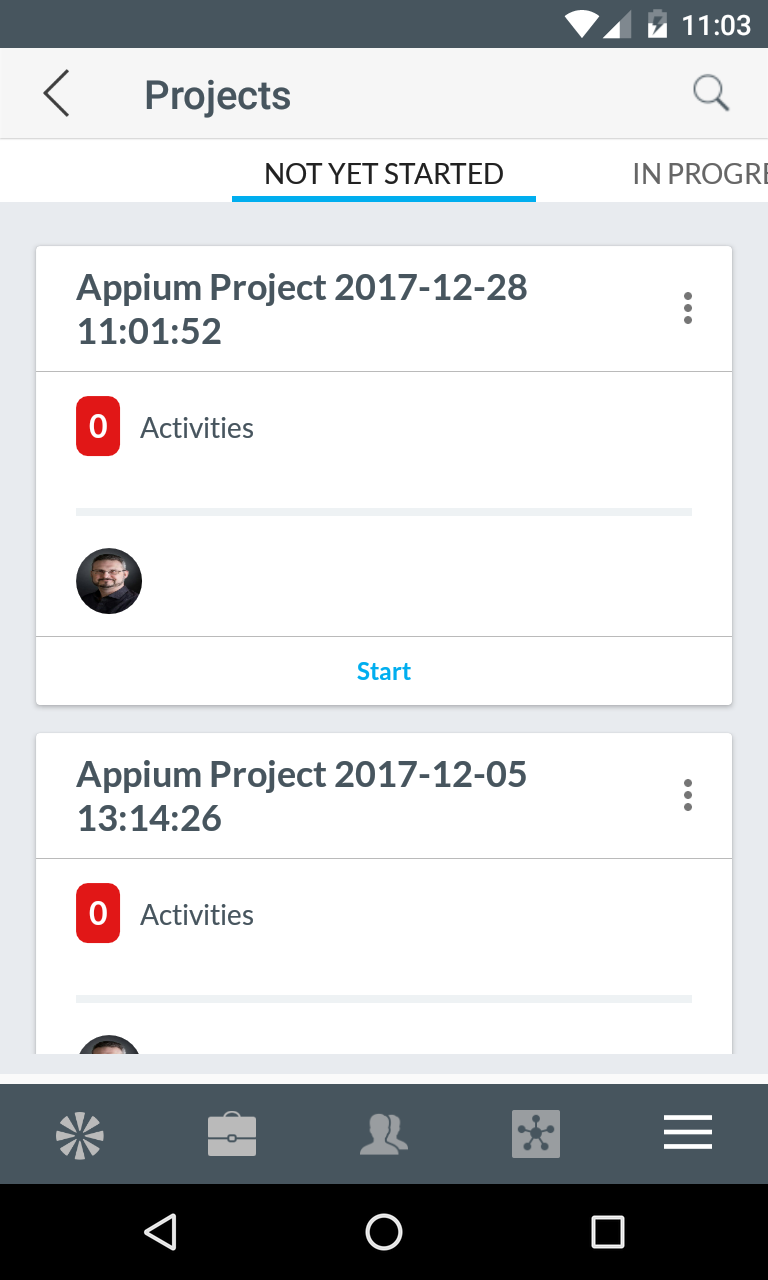 11:03
Projects
NOT YET STARTED
IN PROGRE
Appium Project 2017-12-28
11:01:52
0 Activities
Start
Appium Project 2017-12-05
13:14:26
0 Activities